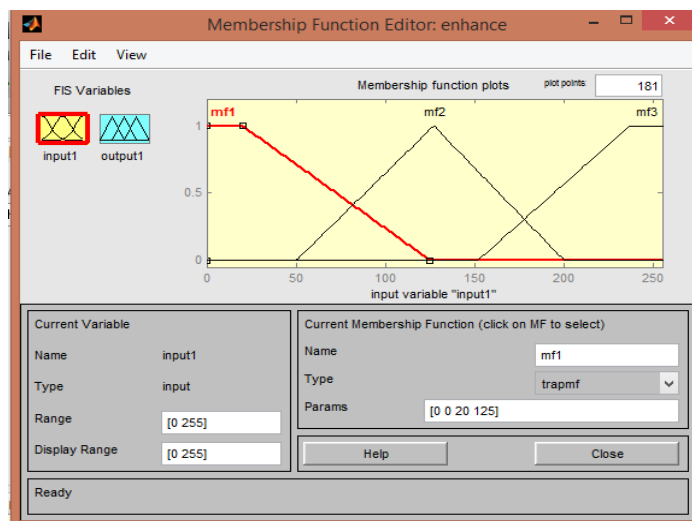 Membership Function Editor: enhance
File Edit View
FIS Variables
input1 output1
Membership function plots
plot points:
181
mf1 mf2 mf3
1
0.5
0
0 50 100 150 200 250
input variable "input1"
Current Variable
Name input1
Type input
Range [0 255]
Display Range [0 255]
Current Membership Function (click on MF to select)
Name mf1
Type trapmf
Params [0 0 20 125]
Help Close
Ready